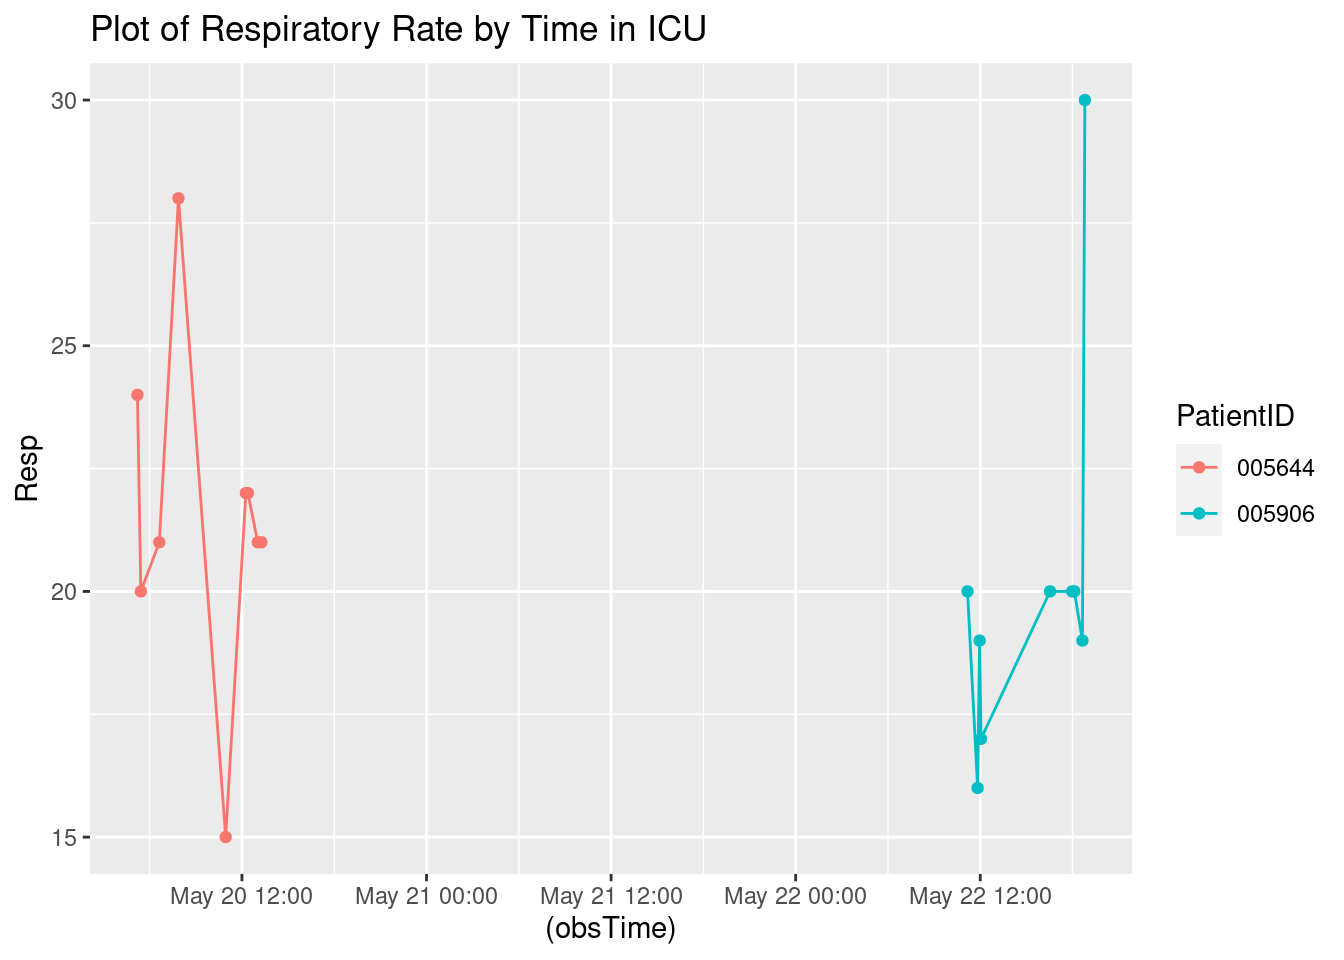 Plot of Respiratory Rate by Time in ICU
30
25
20
15
Resp
May 20 12:00
May 21 00:00
May 21 12:00
May 22 00:00
May 22 12:00
(obsTime)
PatientID
005644
005906